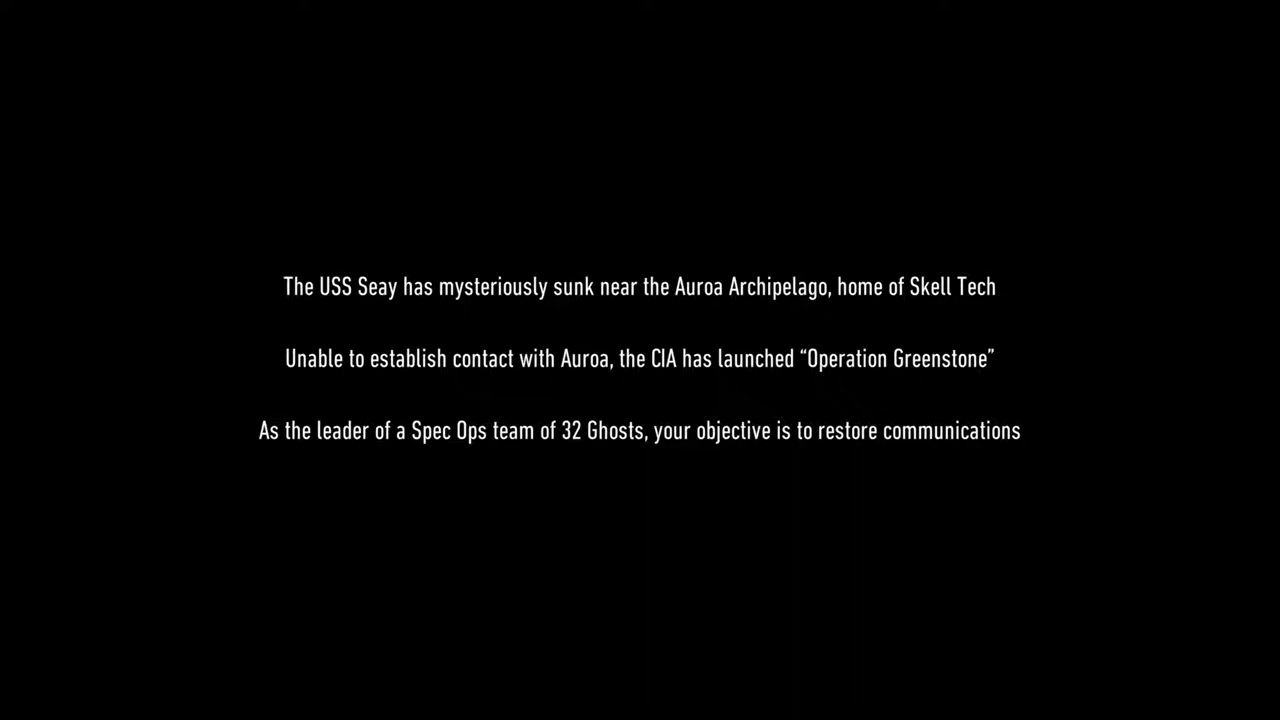 The USS Seay has mysteriously sunk near the Auroa Archipelago, home of Skell Tech
Unable to establish contact with Auroa, the CIA has launched “Operation Greenstone”
As the leader of a Spec Ops team of 32 Ghosts, your objective is to restore communications